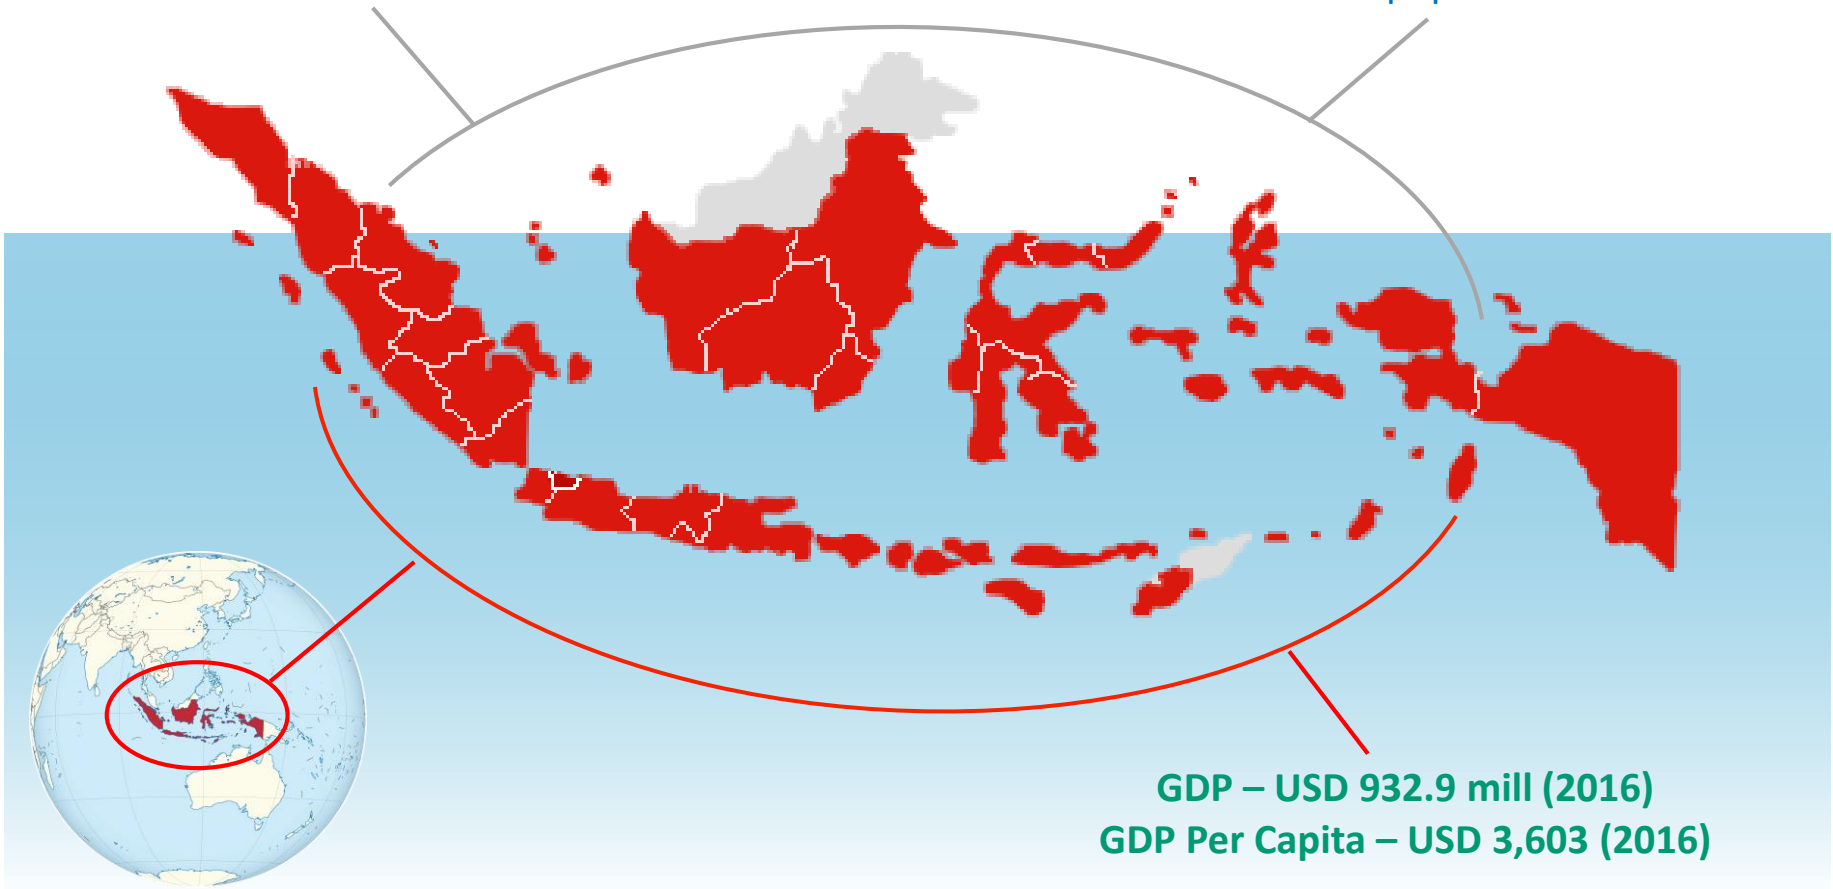 GDP – USD 932.9 mill (2016)
GDP Per Capita – USD 3,603 (2016)